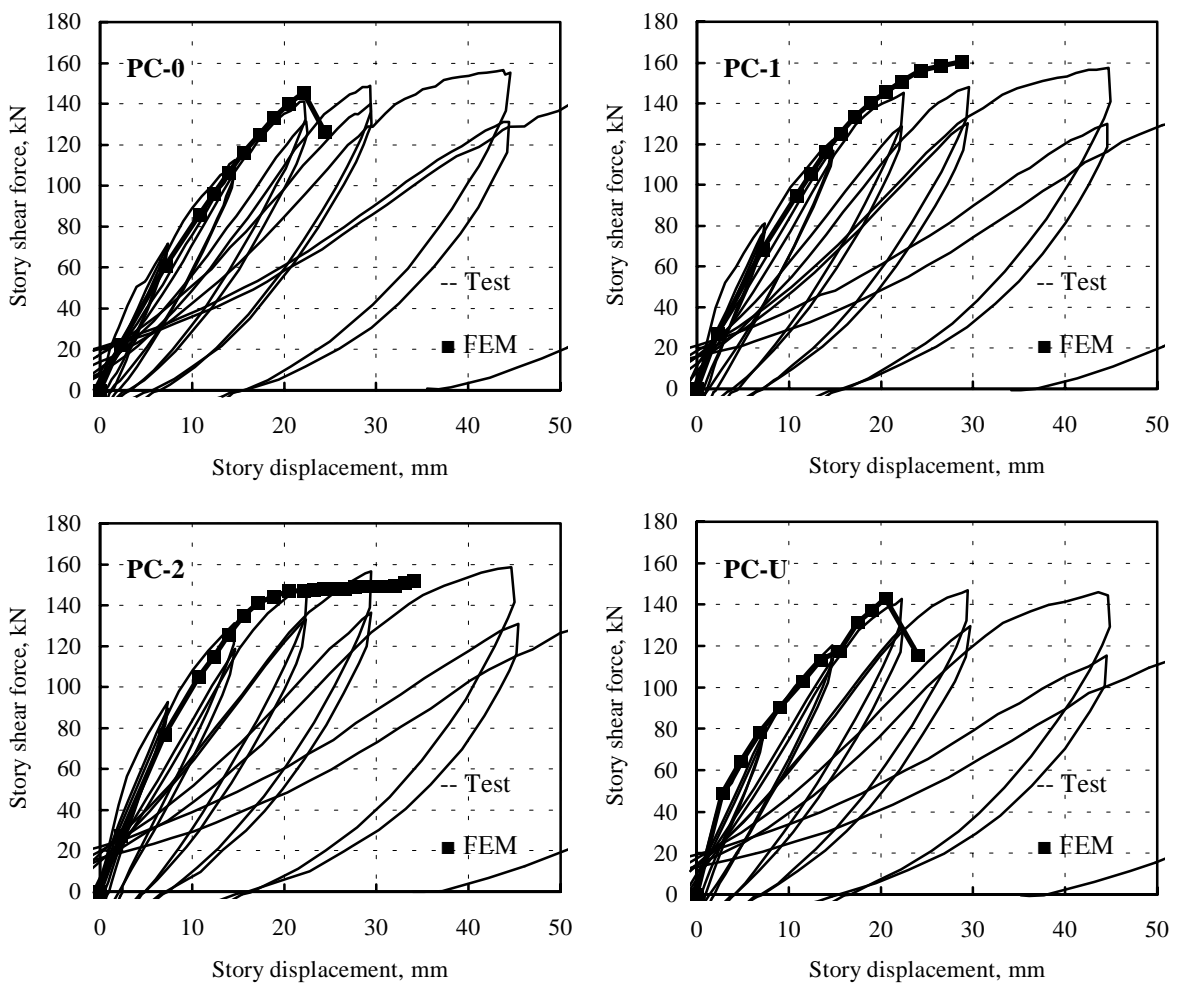 180
160
140
120
100
80
60
40
20
0
Story shear force, kN
PC-0
-- Test
■ FEM
0 10 20 30 40 50
Story displacement, mm
180
160
140
120
100
80
60
40
20
0
Story shear force, kN
PC-1
-- Test
■ FEM
0 10 20 30 40 50
Story displacement, mm
180
160
140
120
100
80
60
40
20
0
Story shear force, kN
PC-2
-- Test
■ FEM
0 10 20 30 40 50
Story displacement, mm
180
160
140
120
100
80
60
40
20
0
Story shear force, kN
PC-U
-- Test
■ FEM
0 10 20 30 40 50
Story displacement, mm